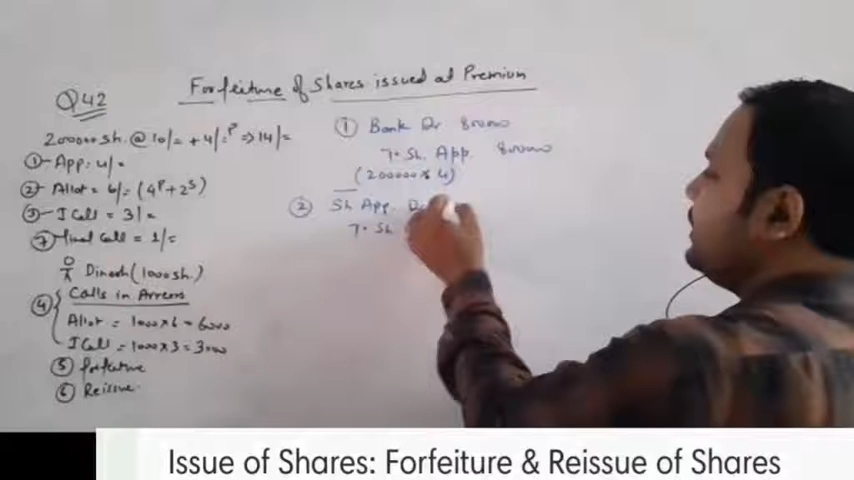 Forfeiture of Shares issued at Premium
Q42
200000 sh. @ 10/= + 4/=ᴾ => 14/=
① App: 4/=
② Allot = 6/= (4ᴾ+2ˢ)
③ I Call = 3/=
⑦ final call = 1/=
Dinesh (1000 sh.)
④ Calls in Arrears
Allot = 1000×6 = 6000
I Call = 1000×3 = 3000
⑤ forfeiture
⑥ Reissue
① Bank Dr 800000
To Sh. App. 800000
(200000×4)
② Sh App. Dr
To Sh
Issue of Shares: Forfeiture & Reissue of Shares